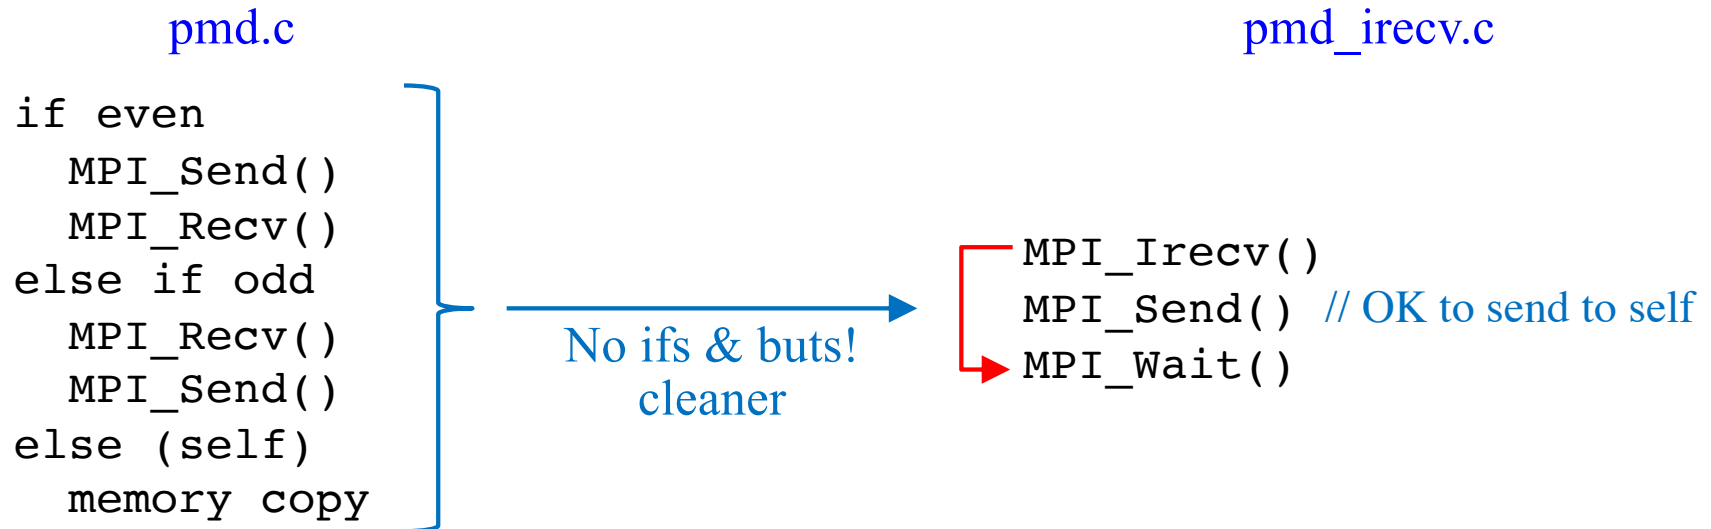 pmd.c
if even
  MPI_Send()
  MPI_Recv()
else if odd
  MPI_Recv()
  MPI_Send()
else (self)
  memory copy
No ifs & buts!
cleaner
pmd_irecv.c
MPI_Irecv()
MPI_Send() // OK to send to self
MPI_Wait()